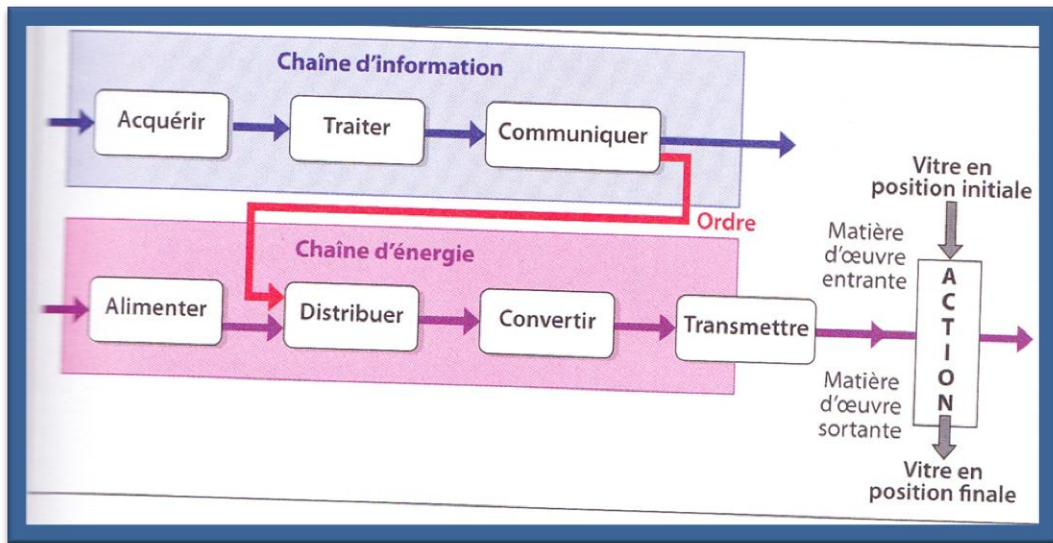 Chaîne d'information
Acquérir
Traiter
Communiquer
Ordre
Chaîne d'énergie
Alimenter
Distribuer
Convertir
Transmettre
Vitre en
position initiale
Matière
d'œuvre
entrante
ACTION
Matière
d'œuvre
sortante
Vitre en
position finale